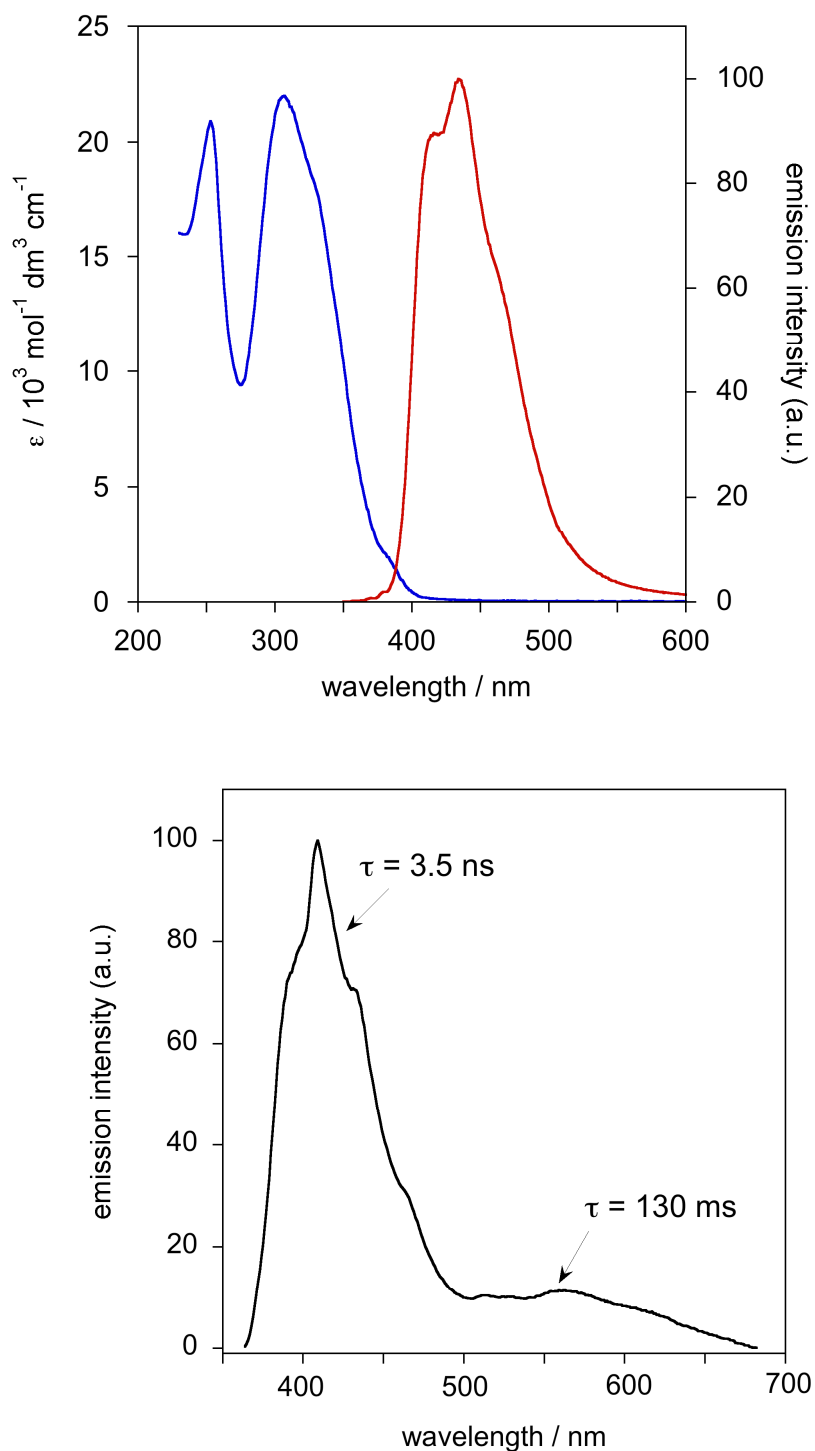 25
20
15
10
5
0
ε / 10³ mol⁻¹ dm³ cm⁻¹
100
80
60
40
20
0
emission intensity (a.u.)
200 300 400 500 600
wavelength / nm
100
80
60
40
20
0
emission intensity (a.u.)
τ = 3.5 ns
τ = 130 ms
400 500 600 700
wavelength / nm